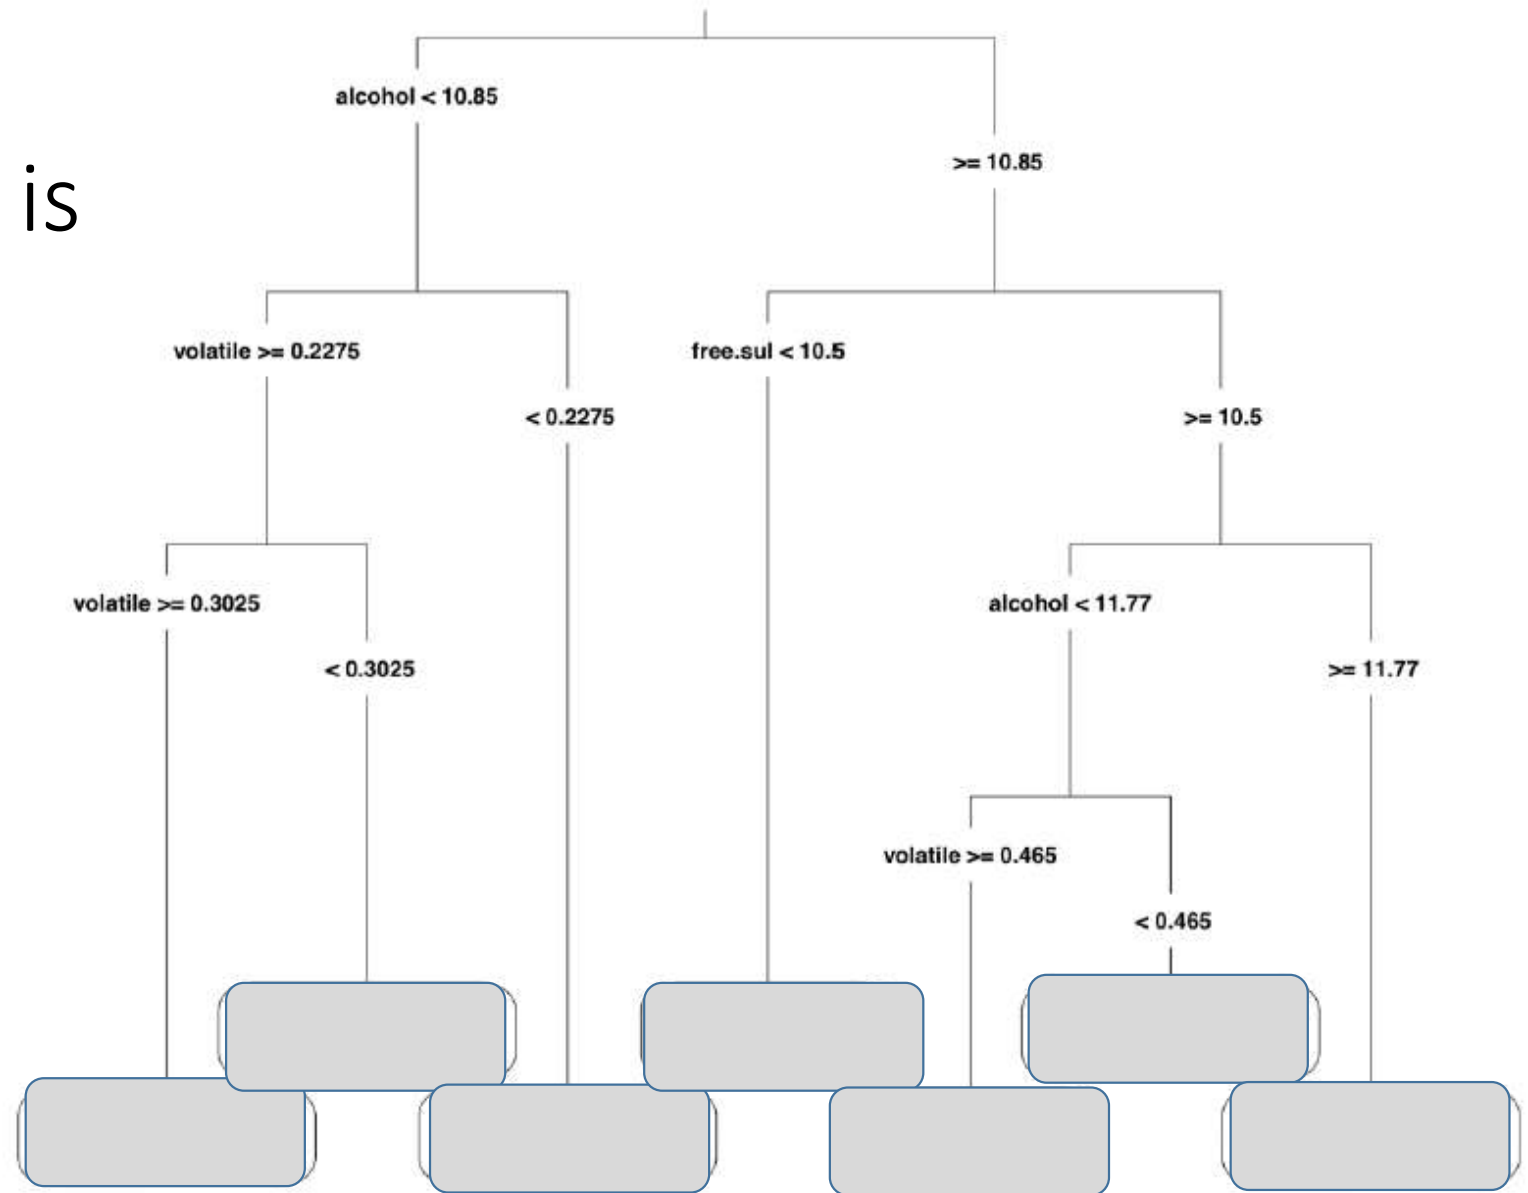 alcohol < 10.85
>= 10.85
is
volatile >= 0.2275
free.sul < 10.5
< 0.2275
>= 10.5
volatile >= 0.3025
alcohol < 11.77
< 0.3025
>= 11.77
volatile >= 0.465
< 0.465